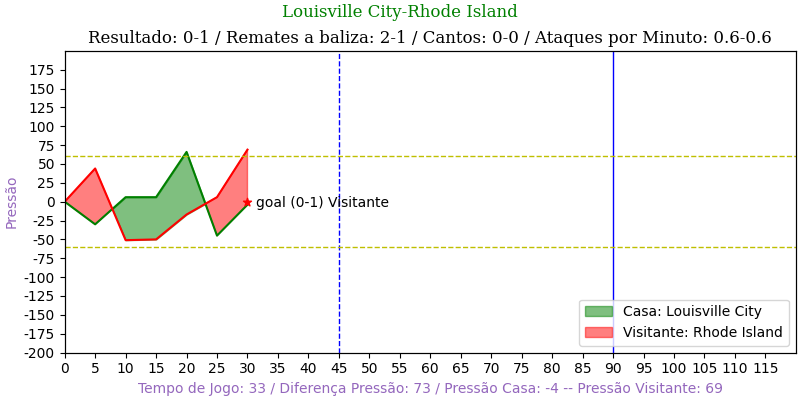 Louisville City-Rhode Island
Resultado: 0-1 / Remates a baliza: 2-1 / Cantos: 0-0 / Ataques por Minuto: 0.6-0.6
Pressão
175
150
125
100
75
50
25
0
-25
-50
-75
-100
-125
-150
-175
-200
goal (0-1) Visitante
Casa: Louisville City
Visitante: Rhode Island
0 5 10 15 20 25 30 35 40 45 50 55 60 65 70 75 80 85 90 95 100 105 110 115
Tempo de Jogo: 33 / Diferença Pressão: 73 / Pressão Casa: -4 -- Pressão Visitante: 69